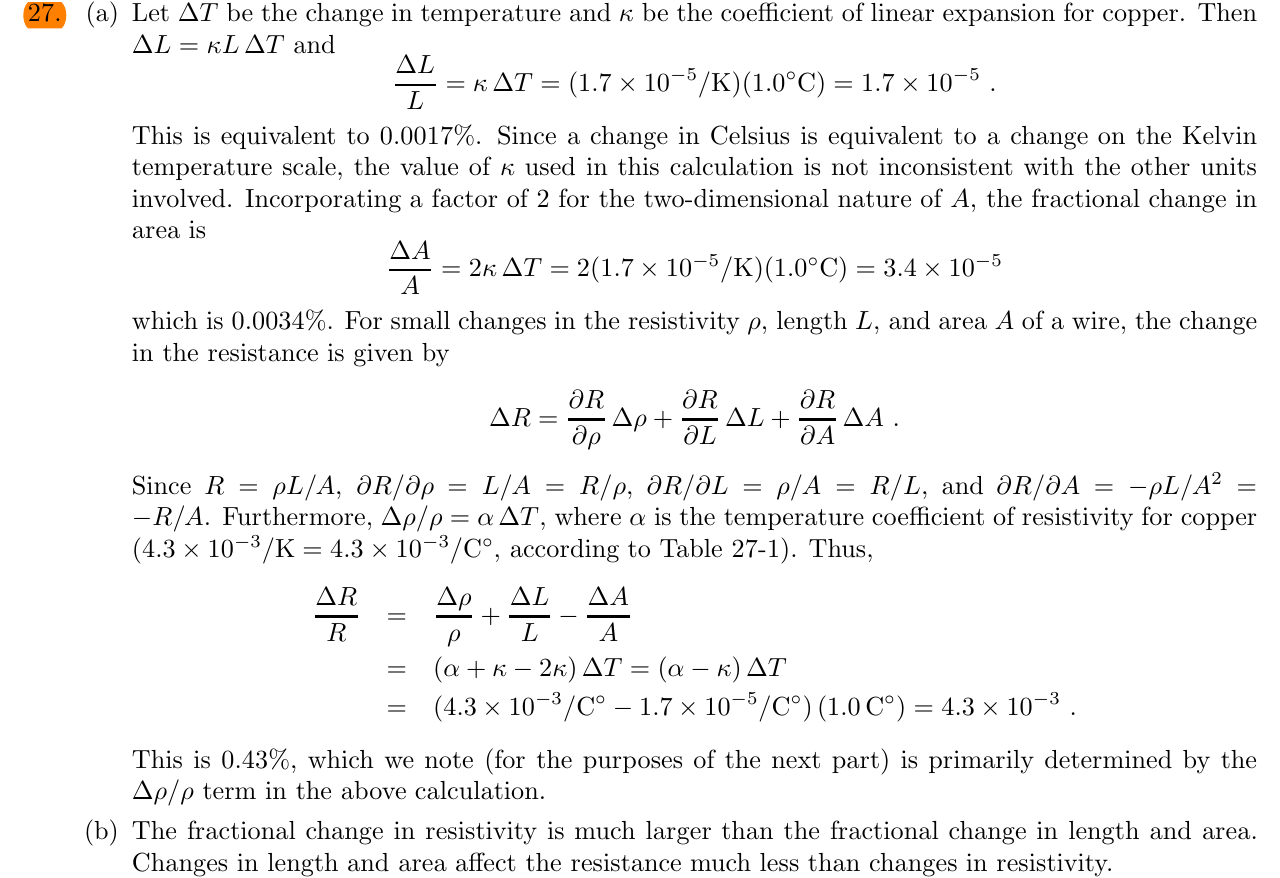 27. (a) Let ΔT be the change in temperature and κ be the coefficient of linear expansion for copper. Then
ΔL = κL ΔT and
ΔL/L = κ ΔT = (1.7 × 10⁻⁵/K)(1.0°C) = 1.7 × 10⁻⁵ .
This is equivalent to 0.0017%. Since a change in Celsius is equivalent to a change on the Kelvin
temperature scale, the value of κ used in this calculation is not inconsistent with the other units
involved. Incorporating a factor of 2 for the two-dimensional nature of A, the fractional change in
area is
ΔA/A = 2κ ΔT = 2(1.7 × 10⁻⁵/K)(1.0°C) = 3.4 × 10⁻⁵
which is 0.0034%. For small changes in the resistivity ρ, length L, and area A of a wire, the change
in the resistance is given by
ΔR = ∂R/∂ρ Δρ + ∂R/∂L ΔL + ∂R/∂A ΔA .
Since R = ρL/A, ∂R/∂ρ = L/A = R/ρ, ∂R/∂L = ρ/A = R/L, and ∂R/∂A = −ρL/A² =
−R/A. Furthermore, Δρ/ρ = α ΔT, where α is the temperature coefficient of resistivity for copper
(4.3 × 10⁻³/K = 4.3 × 10⁻³/C°, according to Table 27-1). Thus,
ΔR/R = Δρ/ρ + ΔL/L − ΔA/A
= (α + κ − 2κ) ΔT = (α − κ) ΔT
= (4.3 × 10⁻³/C° − 1.7 × 10⁻⁵/C°) (1.0 C°) = 4.3 × 10⁻³ .
This is 0.43%, which we note (for the purposes of the next part) is primarily determined by the
Δρ/ρ term in the above calculation.
(b) The fractional change in resistivity is much larger than the fractional change in length and area.
Changes in length and area affect the resistance much less than changes in resistivity.